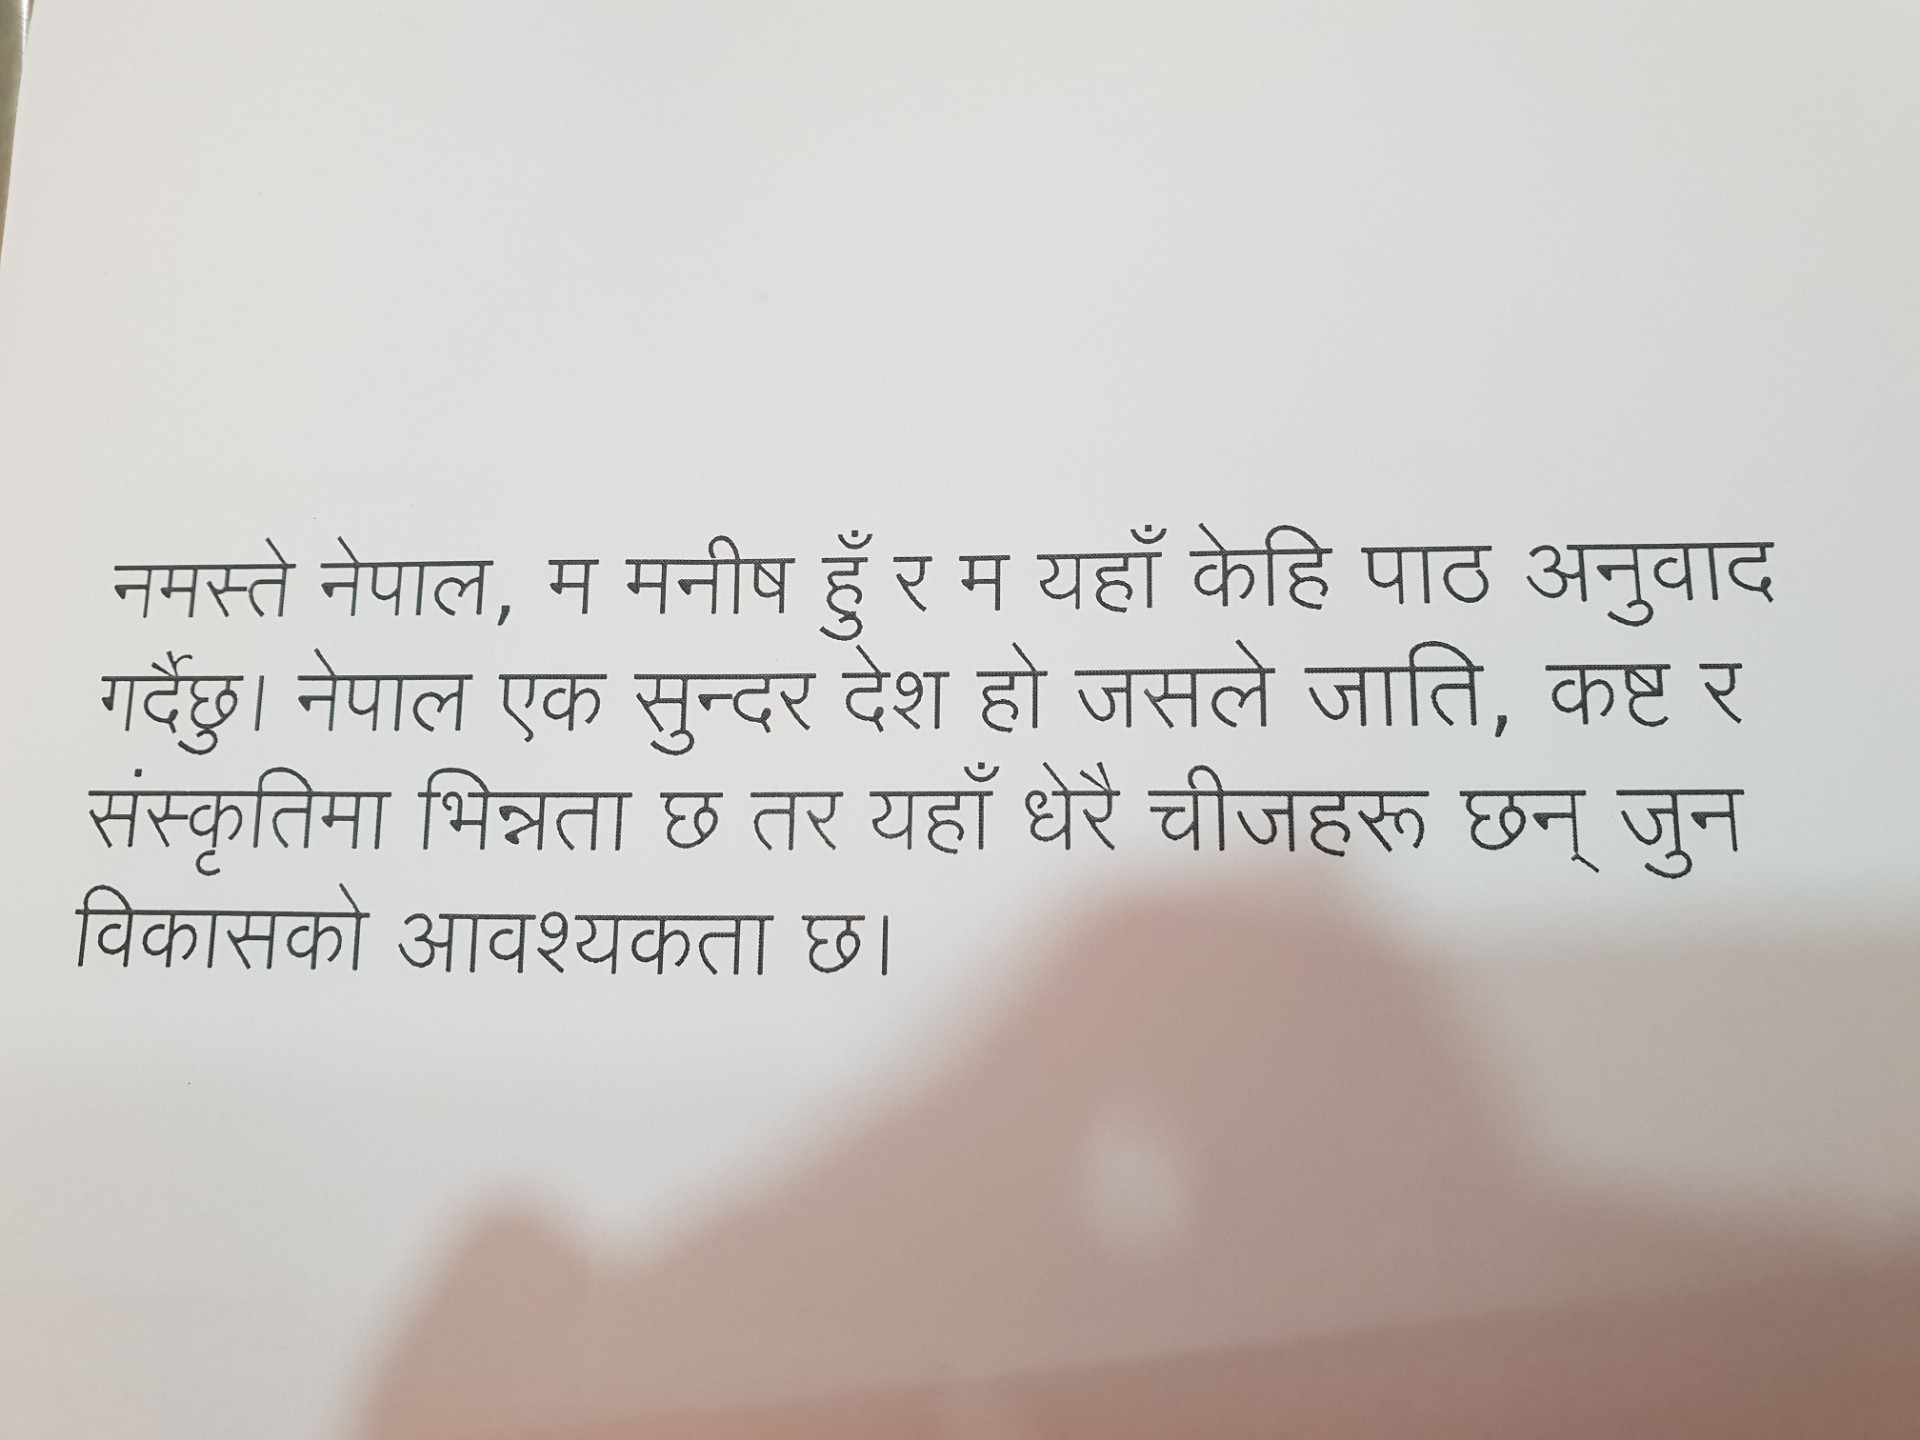 नमस्ते नेपाल, म मनीष हुँ र म यहाँ केहि पाठ अनुवाद
गर्दैछु। नेपाल एक सुन्दर देश हो जसले जाति, कष्ट र
संस्कृतिमा भिन्नता छ तर यहाँ धेरै चीजहरू छन् जुन
विकासको आवश्यकता छ।